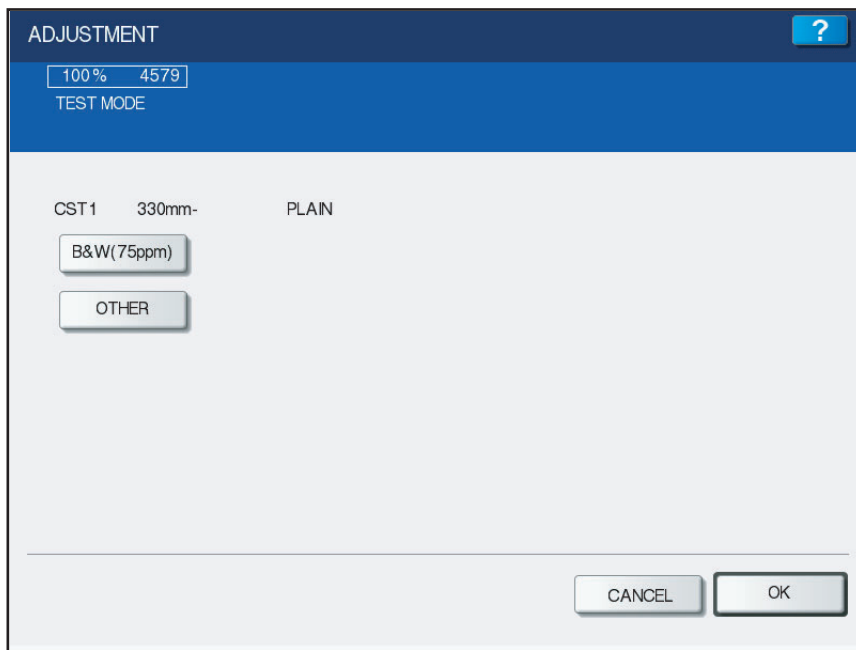 ADJUSTMENT ?
100% 4579
TEST MODE
CST1 330mm- PLAIN
B&W(75ppm)
OTHER
CANCEL OK